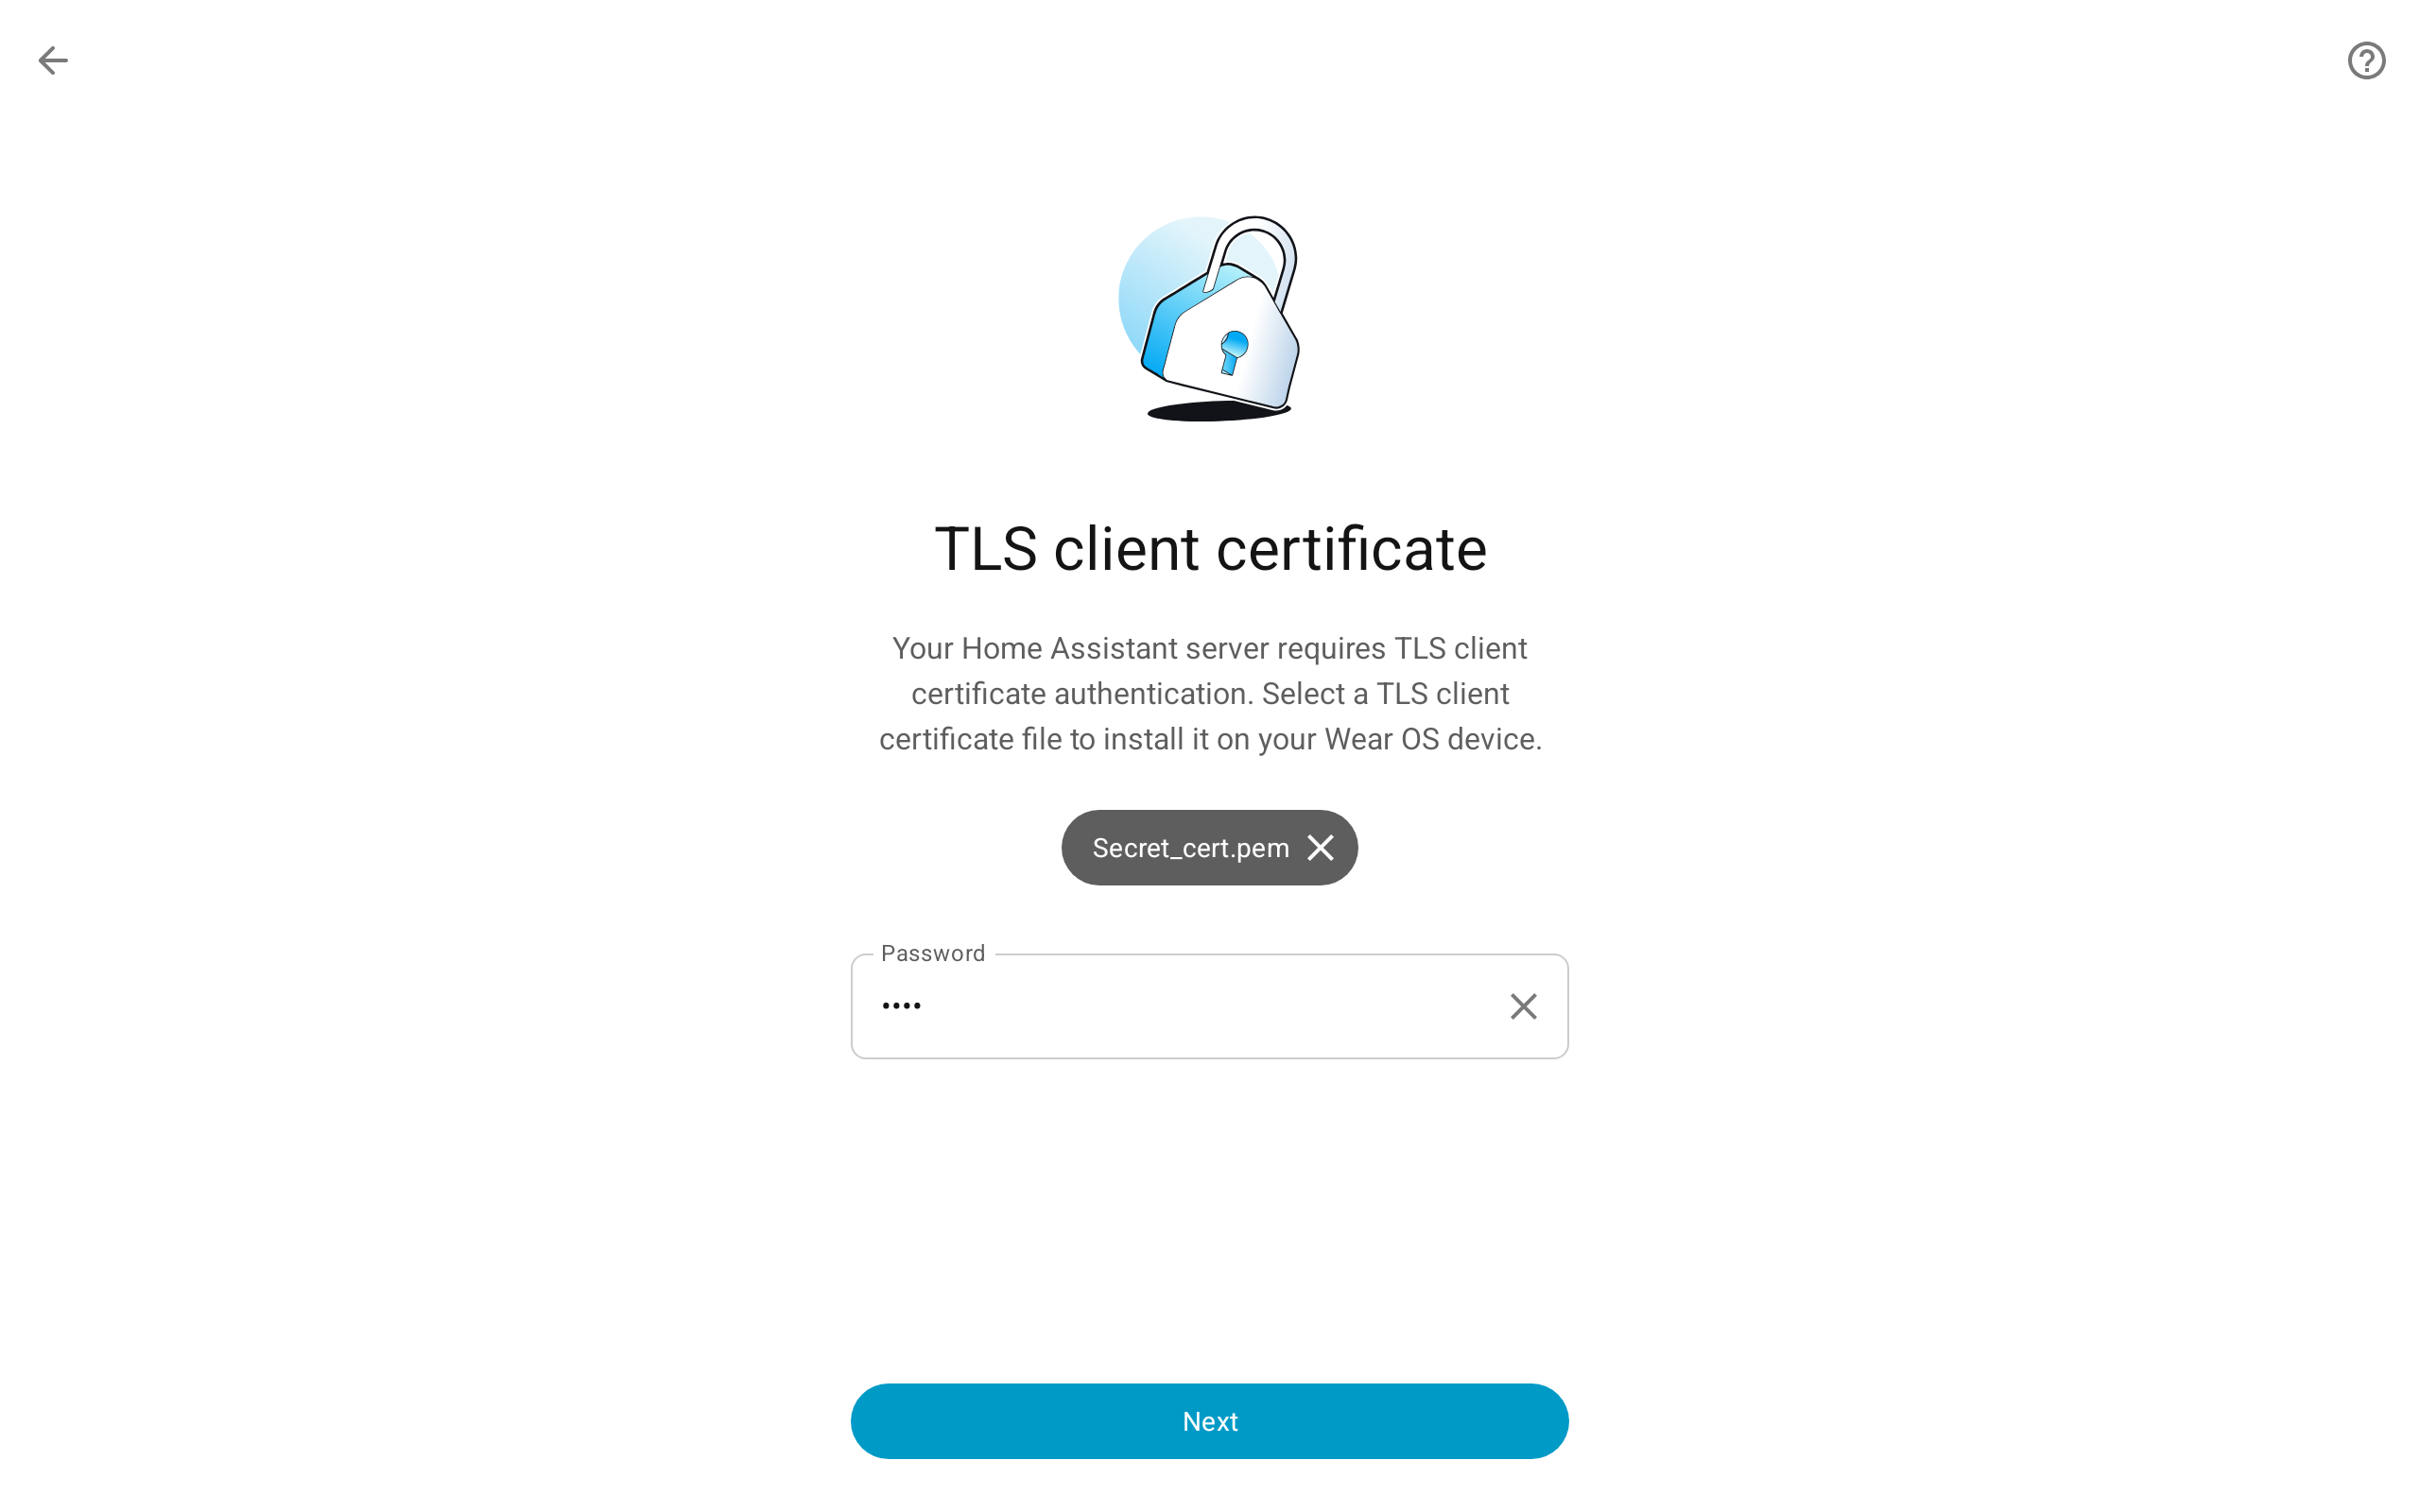 TLS client certificate
Your Home Assistant server requires TLS client
certificate authentication. Select a TLS client
certificate file to install it on your Wear OS device.
Secret_cert.pem
Password
••••
Next